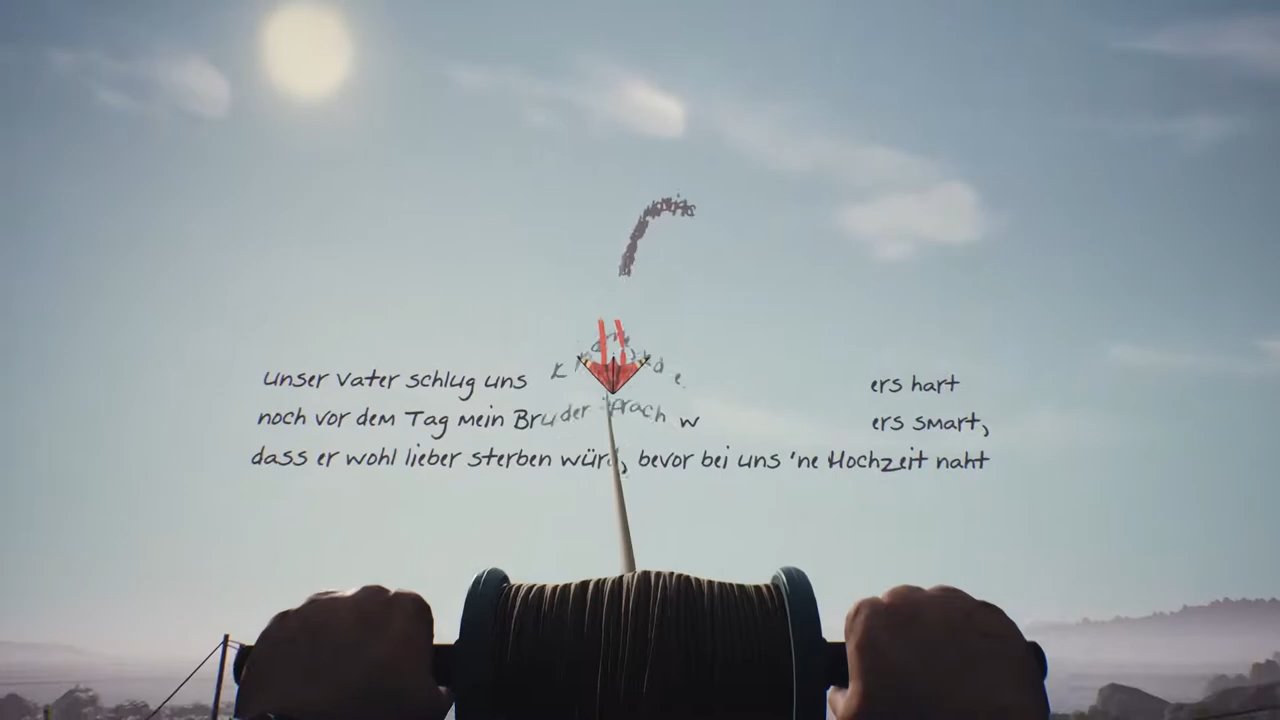 unser Vater schlug uns ers hart
noch vor dem Tag mein Bruder sprach w ers smart,
dass er wohl lieber sterben würd, bevor bei uns 'ne Hochzeit naht